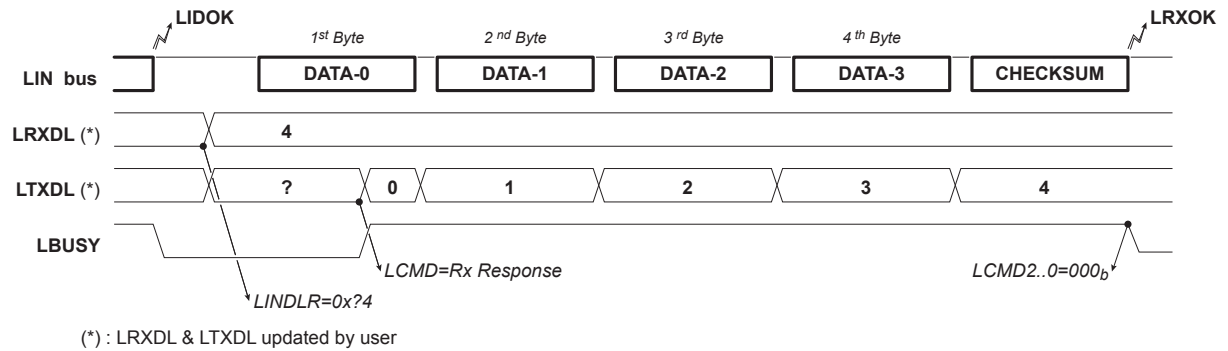 LIDOK
LRXOK
1st Byte 2nd Byte 3rd Byte 4th Byte
LIN bus DATA-0 DATA-1 DATA-2 DATA-3 CHECKSUM
LRXDL (*) 4
LTXDL (*) ? 0 1 2 3 4
LBUSY
LCMD=Rx Response
LCMD2..0=000b
LINDLR=0x?4
(*) : LRXDL & LTXDL updated by user